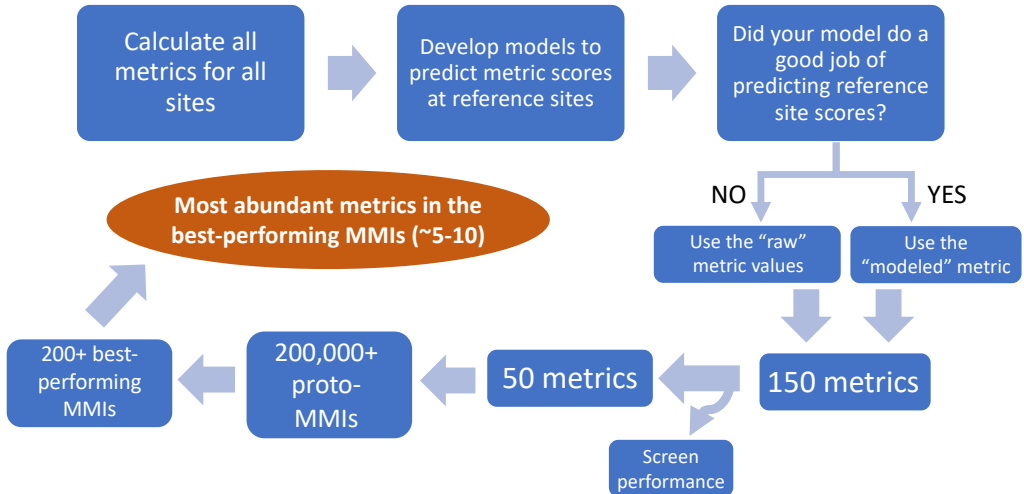 Calculate all
metrics for all
sites
Develop models to
predict metric scores
at reference sites
Did your model do a
good job of
predicting reference
site scores?
NO
YES
Use the “raw”
metric values
Use the
“modeled” metric
150 metrics
Screen
performance
50 metrics
200,000+
proto-
MMIs
200+ best-
performing
MMIs
Most abundant metrics in the
best-performing MMIs (~5-10)